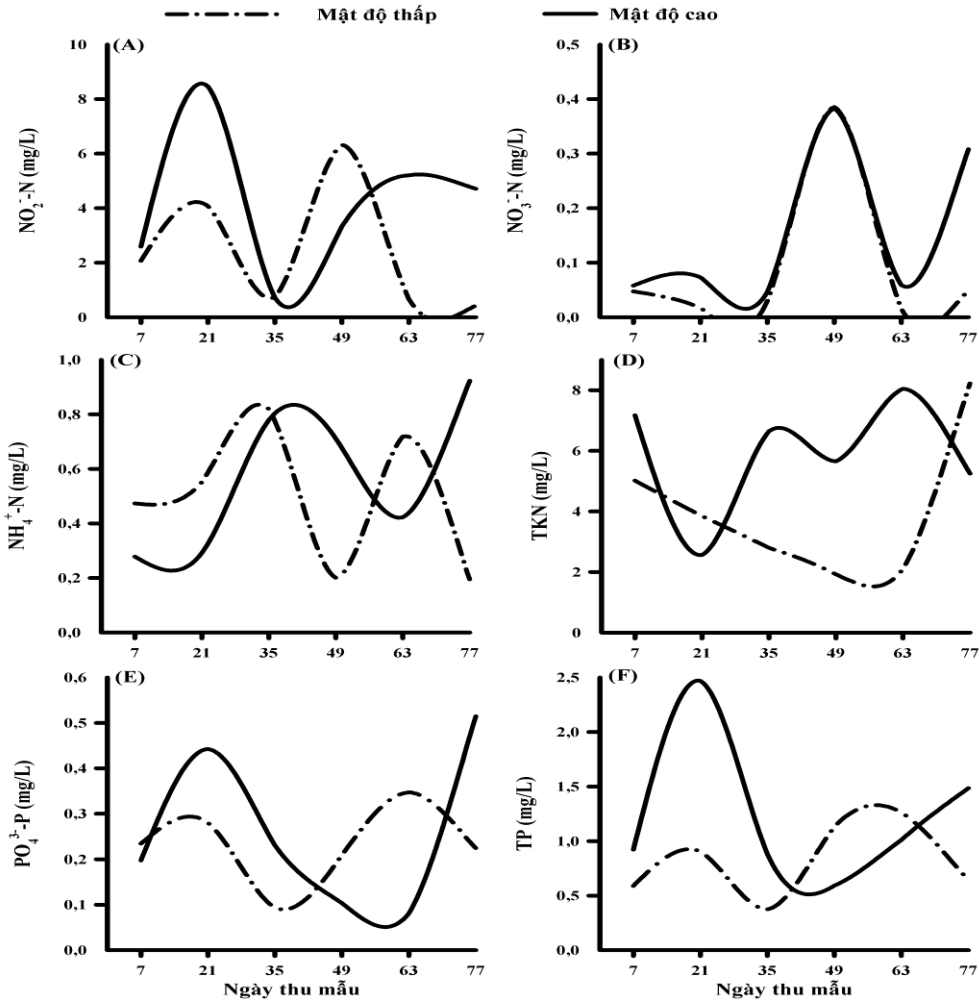 Mật độ thấp Mật độ cao
(A)
NO₂⁻-N (mg/L)
10
8
6
4
2
0
7 21 35 49 63 77
(B)
NO₃⁻-N (mg/L)
0,5
0,4
0,3
0,2
0,1
0,0
7 21 35 49 63 77
(C)
NH₄⁺-N (mg/L)
1,0
0,8
0,6
0,4
0,2
0,0
7 21 35 49 63 77
(D)
TKN (mg/L)
8
6
4
2
0
7 21 35 49 63 77
(E)
PO₄³⁻-P (mg/L)
0,6
0,5
0,4
0,3
0,2
0,1
0,0
7 21 35 49 63 77
Ngày thu mẫu
(F)
TP (mg/L)
2,5
2,0
1,5
1,0
0,5
0,0
7 21 35 49 63 77
Ngày thu mẫu